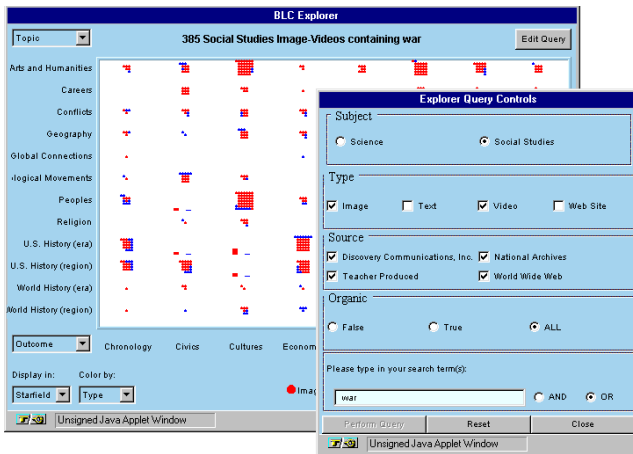 BLC Explorer
Topic
385 Social Studies Image-Videos containing war
Edit Query
Arts and Humanities
Careers
Conflicts
Geography
Global Connections
ological Movements
Peoples
Religion
U.S. History (era)
U.S. History (region)
World History (era)
World History (region)
Outcome
Chronology Civics Cultures Econom
Display in: Color by:
Starfield Type
Imag
Unsigned Java Applet Window
Explorer Query Controls
Subject
Science Social Studies
Type
Image Text Video Web Site
Source
Discovery Communications, Inc. National Archives
Teacher Produced World Wide Web
Organic
False True ALL
Please type in your search term(s):
war AND OR
Perform Query Reset Close
Unsigned Java Applet Window